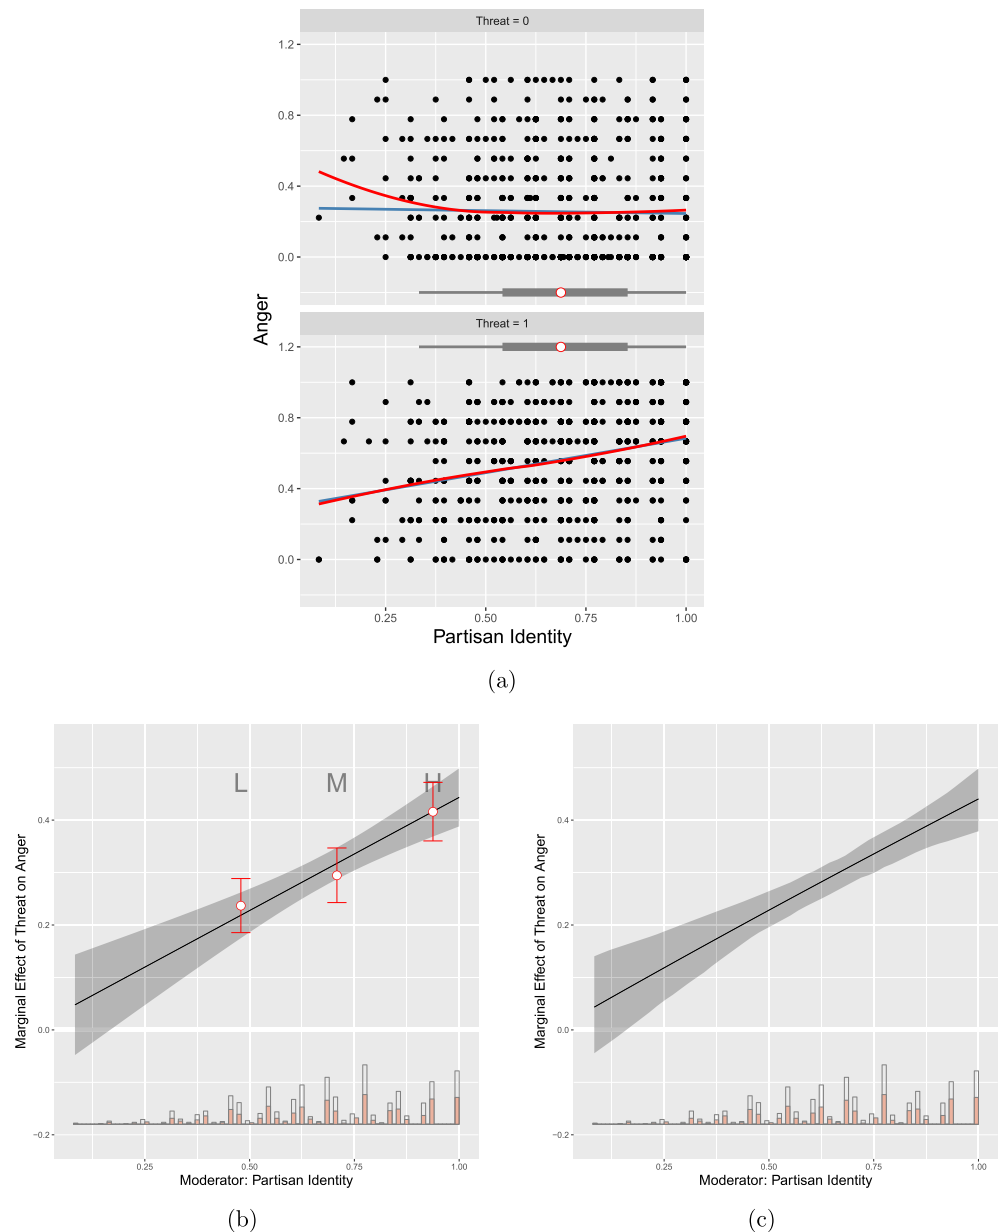 Threat = 0
1.2
0.8
0.4
0.0
Anger
Threat = 1
1.2
0.8
0.4
0.0
0.25 0.50 0.75 1.00
Partisan Identity
(a)
L M H
Marginal Effect of Threat on Anger
0.4
0.2
0.0
−0.2
0.25 0.50 0.75 1.00
Moderator: Partisan Identity
(b)
Marginal Effect of Threat on Anger
0.4
0.2
0.0
−0.2
0.25 0.50 0.75 1.00
Moderator: Partisan Identity
(c)